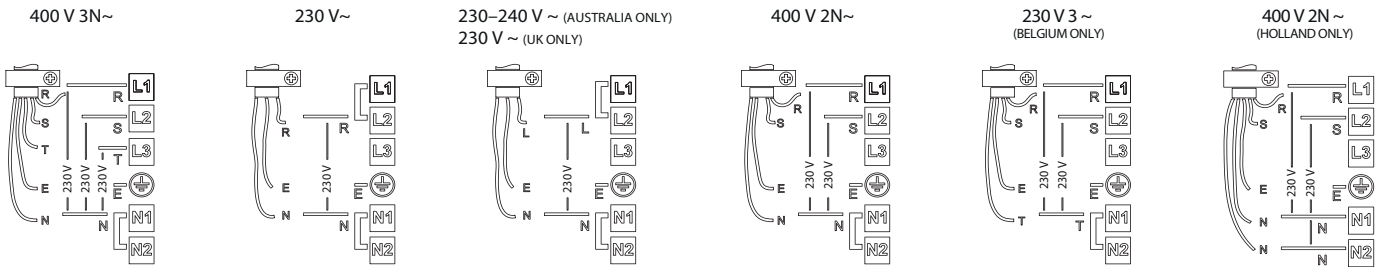 400 V 3N~
R
S
T
E
N
230 V
230 V
230 V
R
S
T
E
N
L1
L2
L3
N1
N2
230 V~
R
E
N
230 V
R
E
N
L1
L2
L3
N1
N2
230–240 V ~ (AUSTRALIA ONLY)
230 V ~ (UK ONLY)
L
E
N
230 V
L
E
N
L1
L2
L3
N1
N2
400 V 2N~
R
S
E
N
230 V
230 V
R
S
E
N
L1
L2
L3
N1
N2
230 V 3 ~
(BELGIUM ONLY)
R
S
E
T
230 V
230 V
R
S
E
T
L1
L2
L3
N1
N2
400 V 2N ~
(HOLLAND ONLY)
R
S
E
N
N
230 V
230 V
R
S
E
N
N
L1
L2
L3
N1
N2